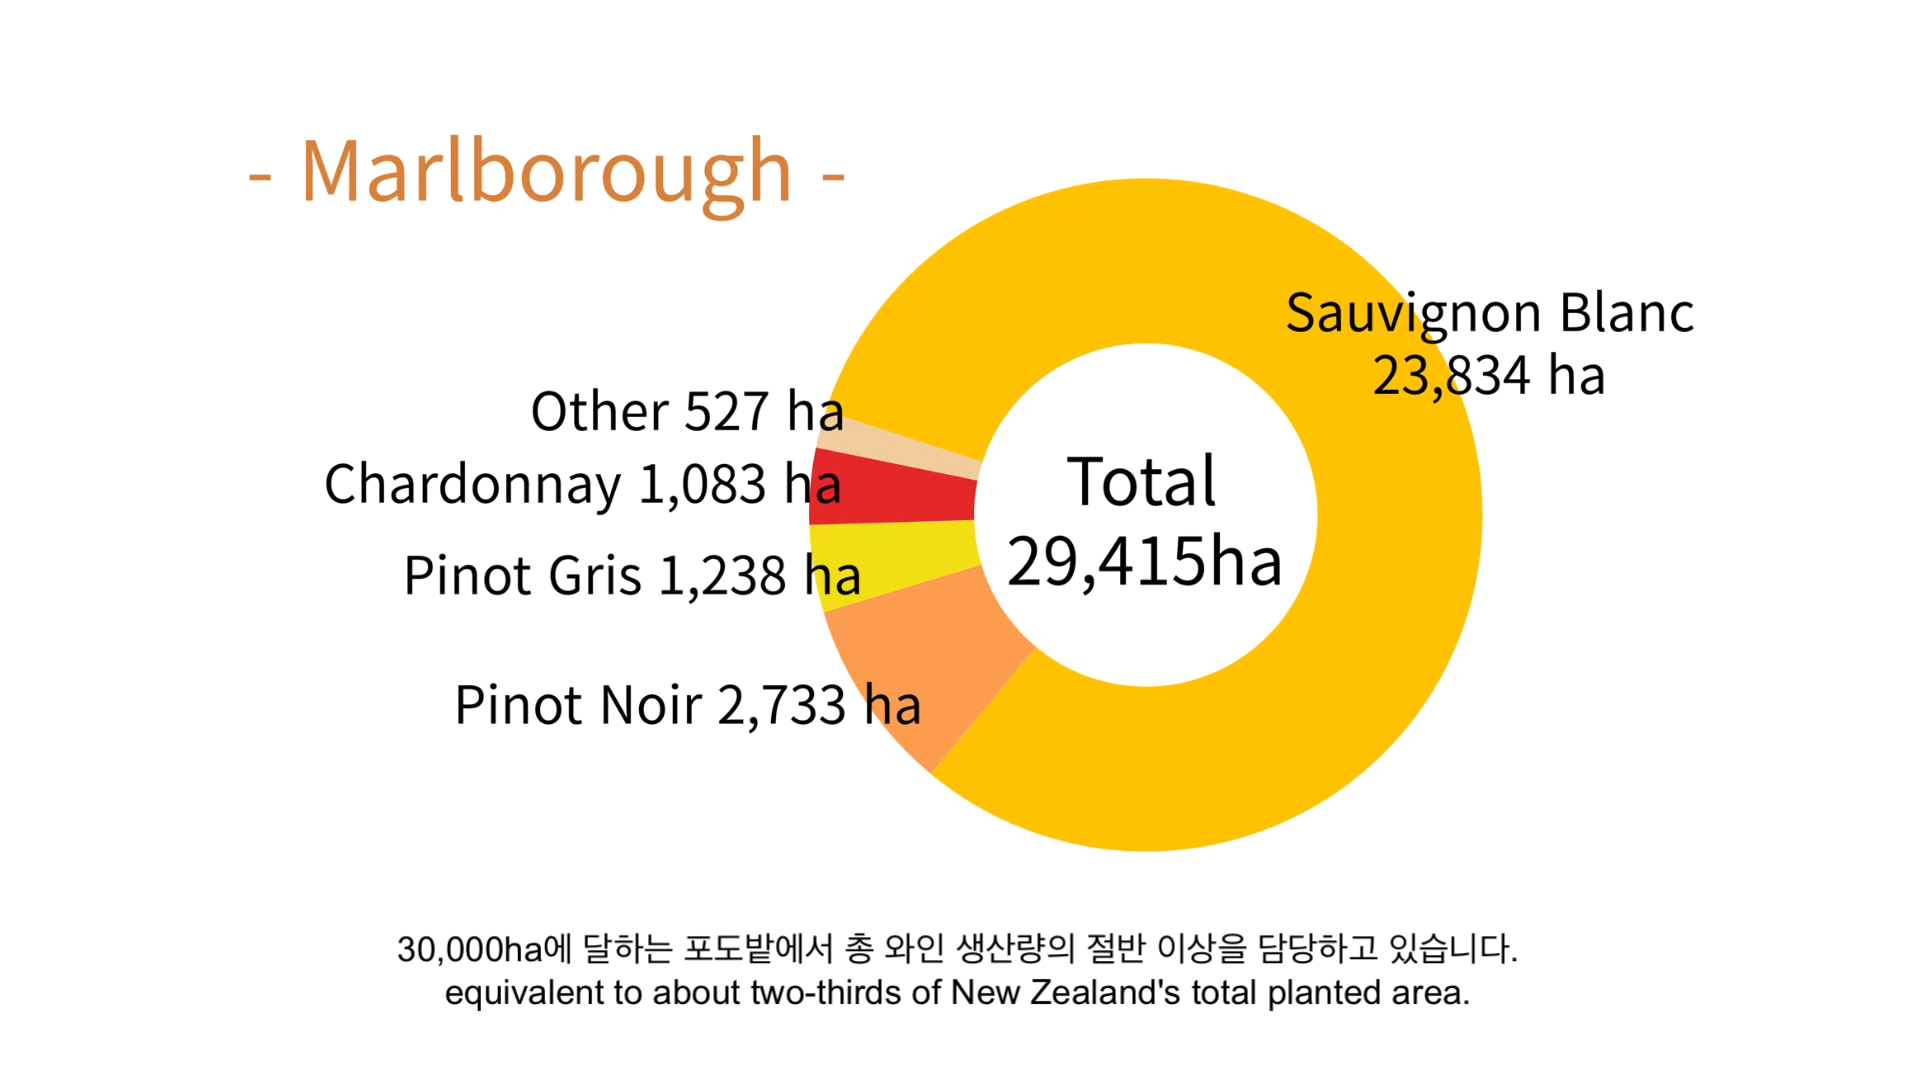 - Marlborough -
Sauvignon Blanc
23,834 ha
Other 527 ha
Chardonnay 1,083 ha
Pinot Gris 1,238 ha
Pinot Noir 2,733 ha
Total
29,415ha
30,000ha에 달하는 포도밭에서 총 와인 생산량의 절반 이상을 담당하고 있습니다.
equivalent to about two-thirds of New Zealand's total planted area.